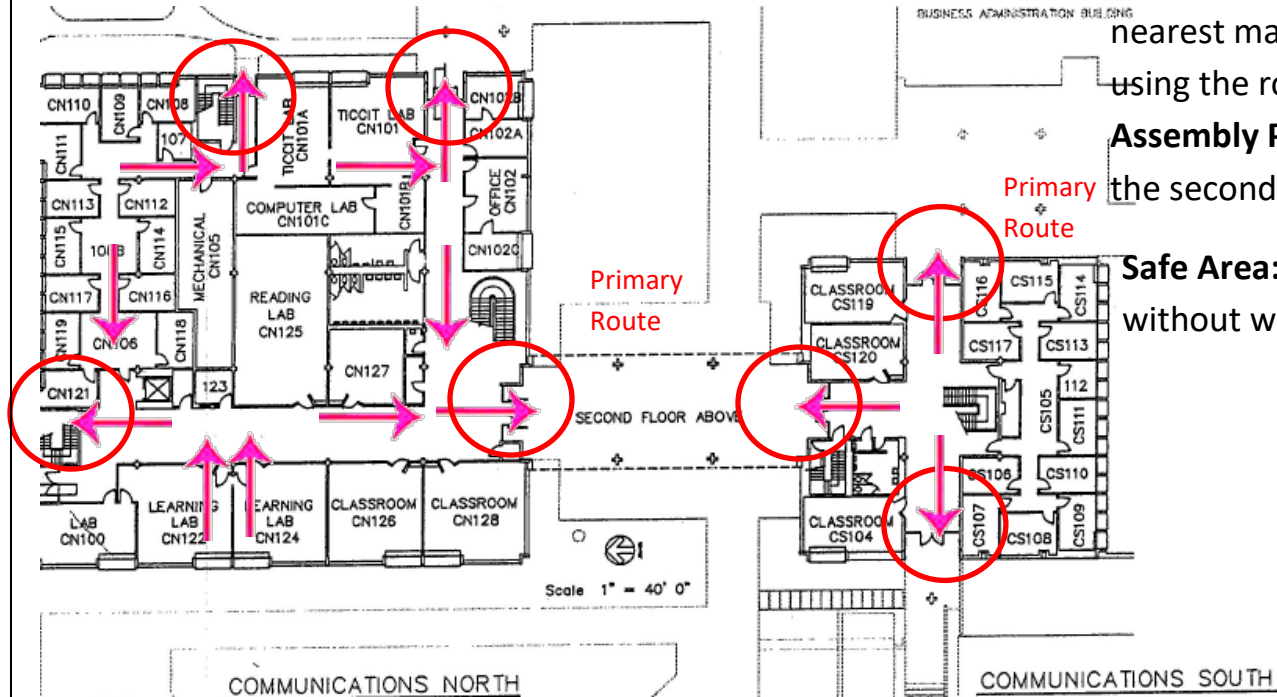 BUSINESS ADMINISTRATION BUILDING
nearest ma
using the ro
Assembly P
the second
Safe Area:
without w
Primary
Route
Primary
Route
CN110
CN109
CN108
107
CN111
CN113
CN112
CN115
CN114
CN117
CN116
CN119
CN106
CN118
CN121
123
MECHANICAL
CN105
TICCIT LAB
CN101A
TICCIT LAB
CN101
CN102B
CN102A
OFFICE
CN102
CN101B
COMPUTER LAB
CN101C
CN102C
READING
LAB
CN125
CN127
SECOND FLOOR ABOVE
LAB
CN100
LEARNING
LAB
CN122
LEARNING
LAB
CN124
CLASSROOM
CN126
CLASSROOM
CN128
Scale 1" = 40' 0"
CLASSROOM
CS119
CLASSROOM
CS120
CS116
CS115
CS114
CS117
CS113
112
CS105
CS111
CS106
CS110
CLASSROOM
CS104
CS107
CS108
CS109
COMMUNICATIONS NORTH
COMMUNICATIONS SOUTH